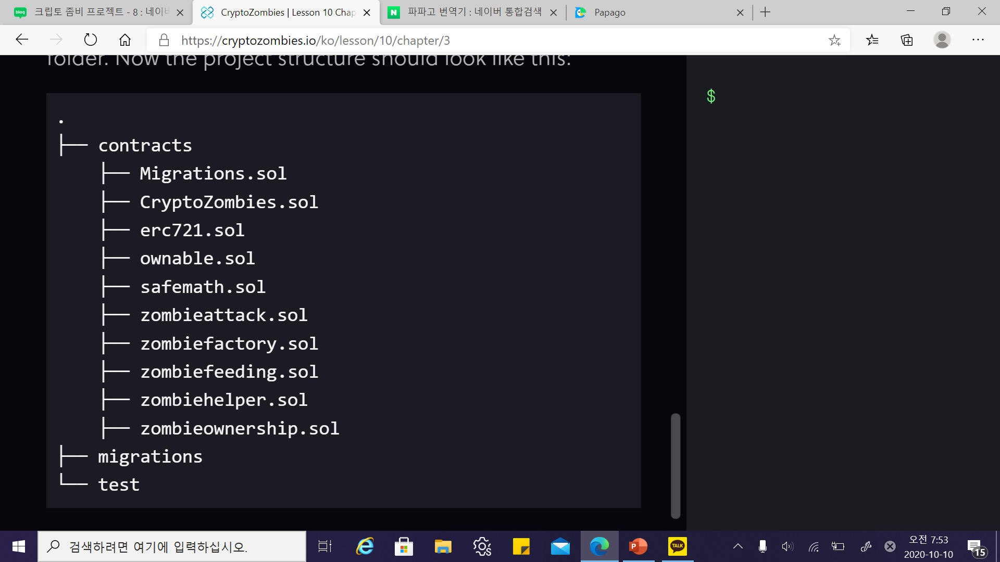 blog 크립토 좀비 프로젝트 - 8 : 네이버
CryptoZombies | Lesson 10 Chap
N 파파고 번역기 : 네이버 통합검색
Papago
https://cryptozombies.io/ko/lesson/10/chapter/3
folder. Now the project structure should look like this:
.
├── contracts
├── Migrations.sol
├── CryptoZombies.sol
├── erc721.sol
├── ownable.sol
├── safemath.sol
├── zombieattack.sol
├── zombiefactory.sol
├── zombiefeeding.sol
├── zombiehelper.sol
├── zombieownership.sol
├── migrations
└── test
$
검색하려면 여기에 입력하십시오.
P
TALK
오전 7:53
2020-10-10
15